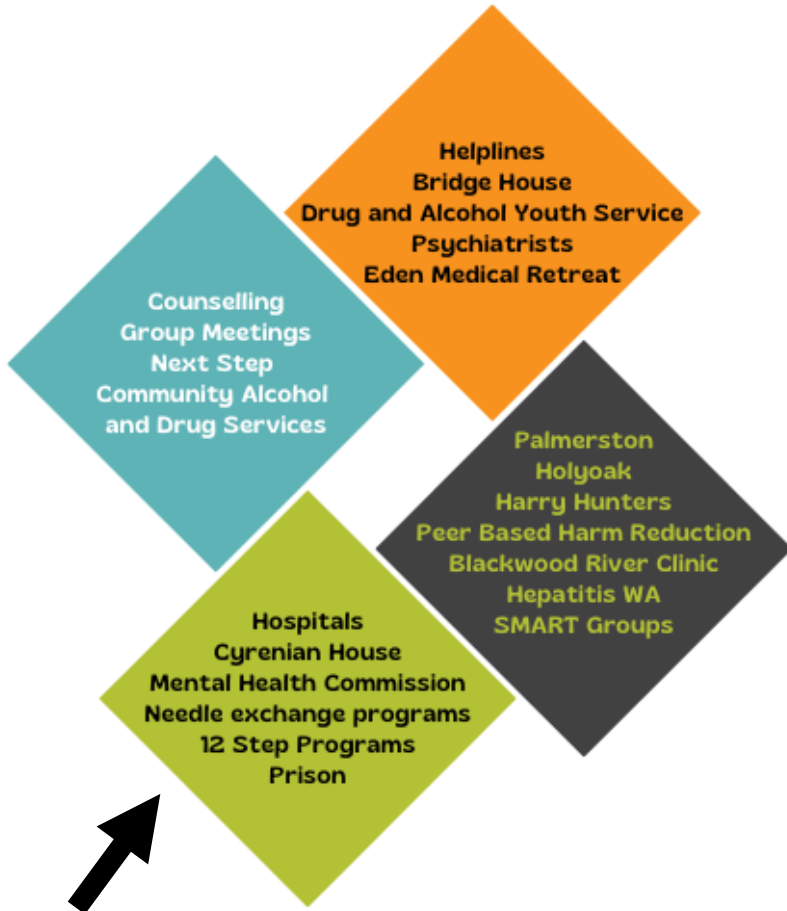 Helplines
Bridge House
Drug and Alcohol Youth Service
Psychiatrists
Eden Medical Retreat
Counselling
Group Meetings
Next Step
Community Alcohol
and Drug Services
Palmerston
Holyoak
Harry Hunters
Peer Based Harm Reduction
Blackwood River Clinic
Hepatitis WA
SMART Groups
Hospitals
Cyrenian House
Mental Health Commission
Needle exchange programs
12 Step Programs
Prison